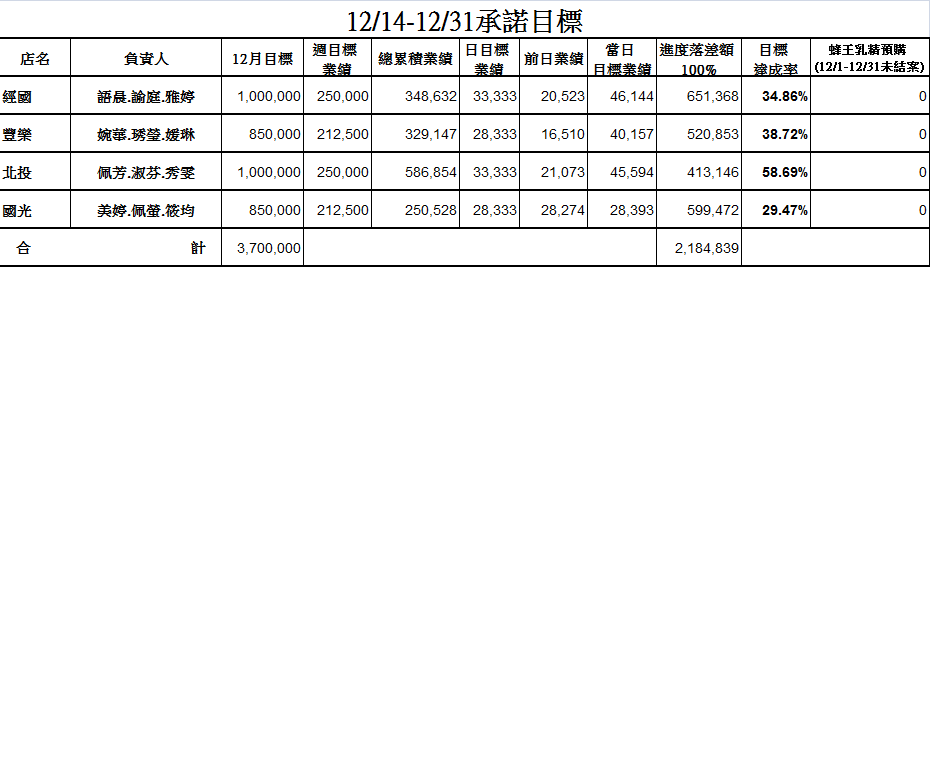 12/14-12/31承諾目標
店名 負責人 12月目標 週目標業績 總累積業績 日目標業績 前日業績 當日目標業績 進度落差額100% 目標達成率 蜂王乳精預購(12/1-12/31未結案)
經國 語晨.諭庭.雅婷 1,000,000 250,000 348,632 33,333 20,523 46,144 651,368 34.86% 0
豐樂 婉華.琇瑩.媛琳 850,000 212,500 329,147 28,333 16,510 40,157 520,853 38.72% 0
北投 佩芳.淑芬.秀雯 1,000,000 250,000 586,854 33,333 21,073 45,594 413,146 58.69% 0
國光 美婷.佩螢.筱均 850,000 212,500 250,528 28,333 28,274 28,393 599,472 29.47% 0
合計 3,700,000 2,184,839